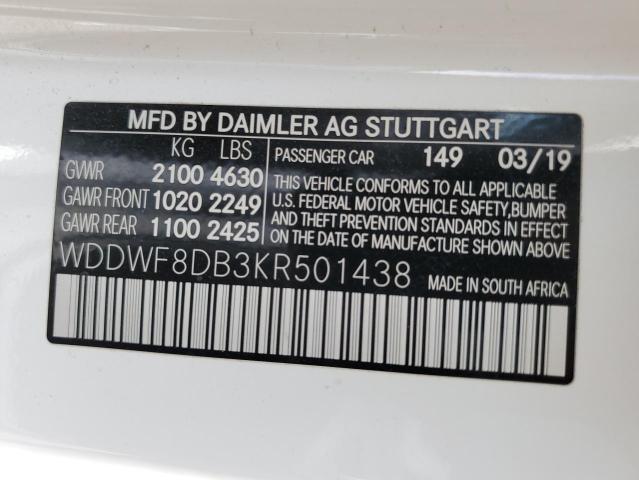 MFD BY DAIMLER AG STUTTGART
KG LBS
GVWR 2100 4630
GAWR FRONT 1020 2249
GAWR REAR 1100 2425
PASSENGER CAR 149 03/19
THIS VEHICLE CONFORMS TO ALL APPLICABLE
U.S. FEDERAL MOTOR VEHICLE SAFETY, BUMPER
AND THEFT PREVENTION STANDARDS IN EFFECT
ON THE DATE OF MANUFACTURE SHOWN ABOVE.
WDDWF8DB3KR501438
MADE IN SOUTH AFRICA